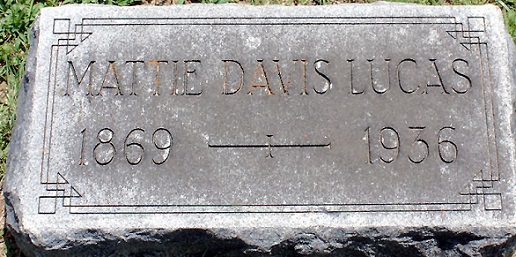 MATTIE DAVIS LUCAS
1869 — 1936